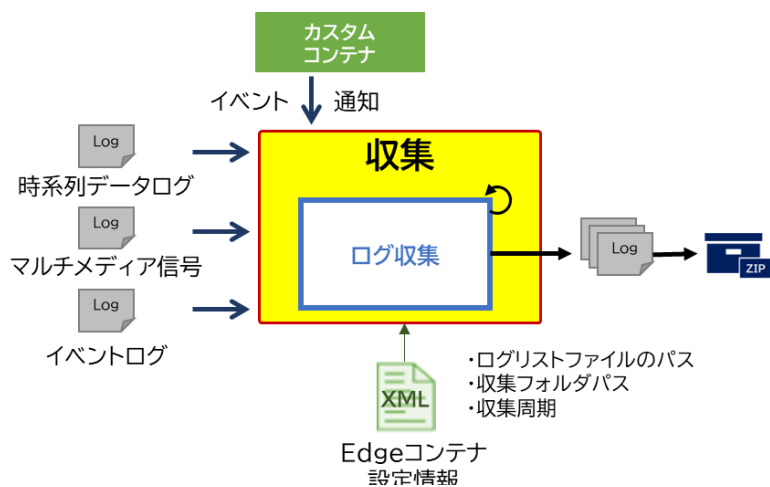 カスタム
コンテナ
イベント 通知
Log
時系列データログ
Log
マルチメディア信号
Log
イベントログ
収集
ログ収集
Log
ZIP
XML
Edgeコンテナ
設定情報
・ログリストファイルのパス
・収集フォルダパス
・収集周期